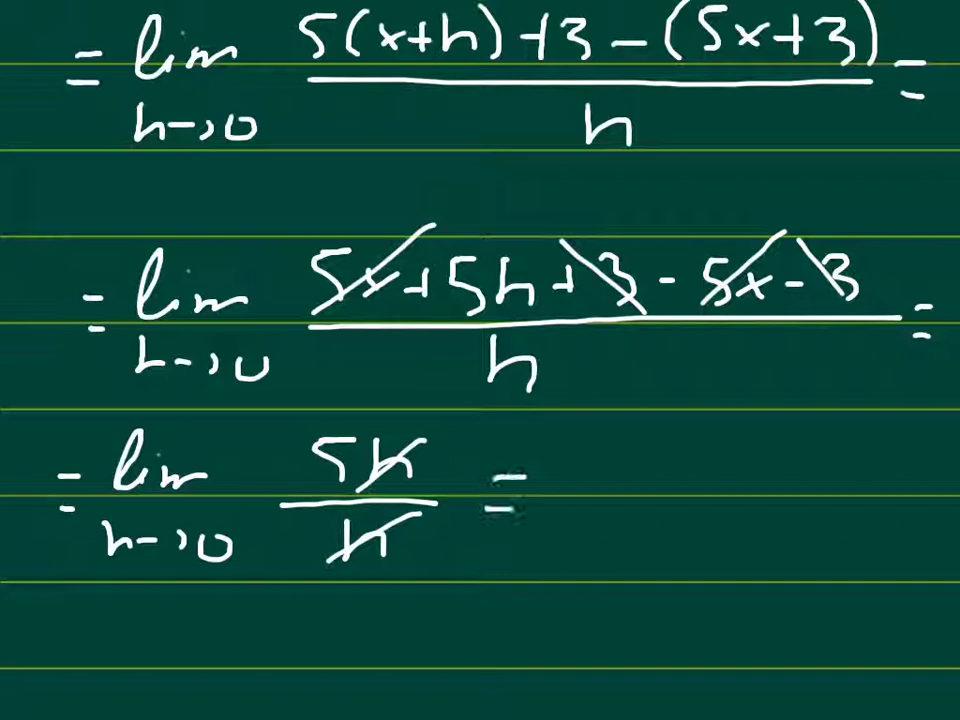 = lim 5(x+h)+3-(5x+3) =
h→0 h
= lim 5x+5h+3-5x-3 =
h→0 h
= lim 5h =
h→0 h